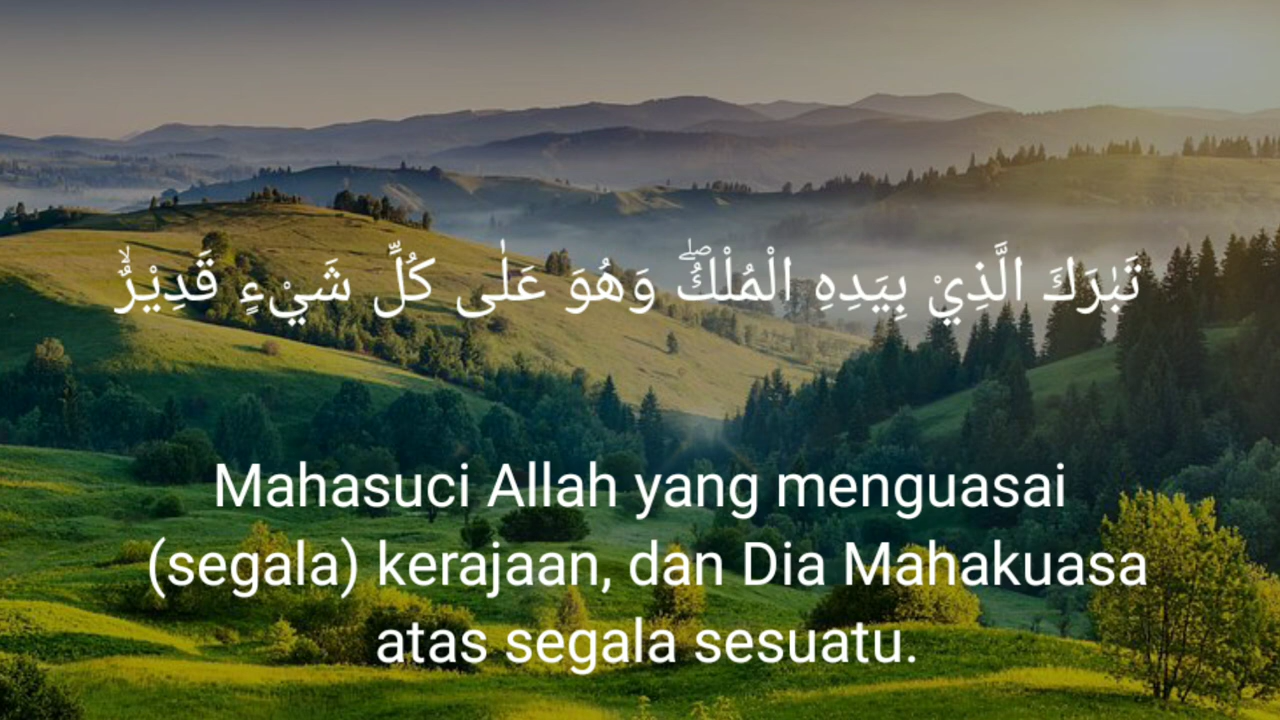 تَبٰرَكَ الَّذِيْ بِيَدِهِ الْمُلْكُۖ وَهُوَ عَلٰى كُلِّ شَيْءٍ قَدِيْرٌۙ
Mahasuci Allah yang menguasai
(segala) kerajaan, dan Dia Mahakuasa
atas segala sesuatu.